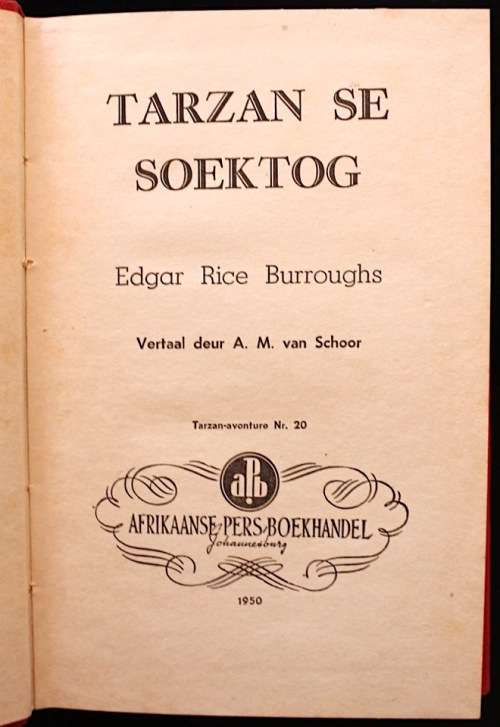 TARZAN SE
SOEKTOG
Edgar Rice Burroughs
Vertaal deur A. M. van Schoor
Tarzan-avonture Nr. 20
aPb
AFRIKAANSE PERS BOEKHANDEL
Johannesburg
1950